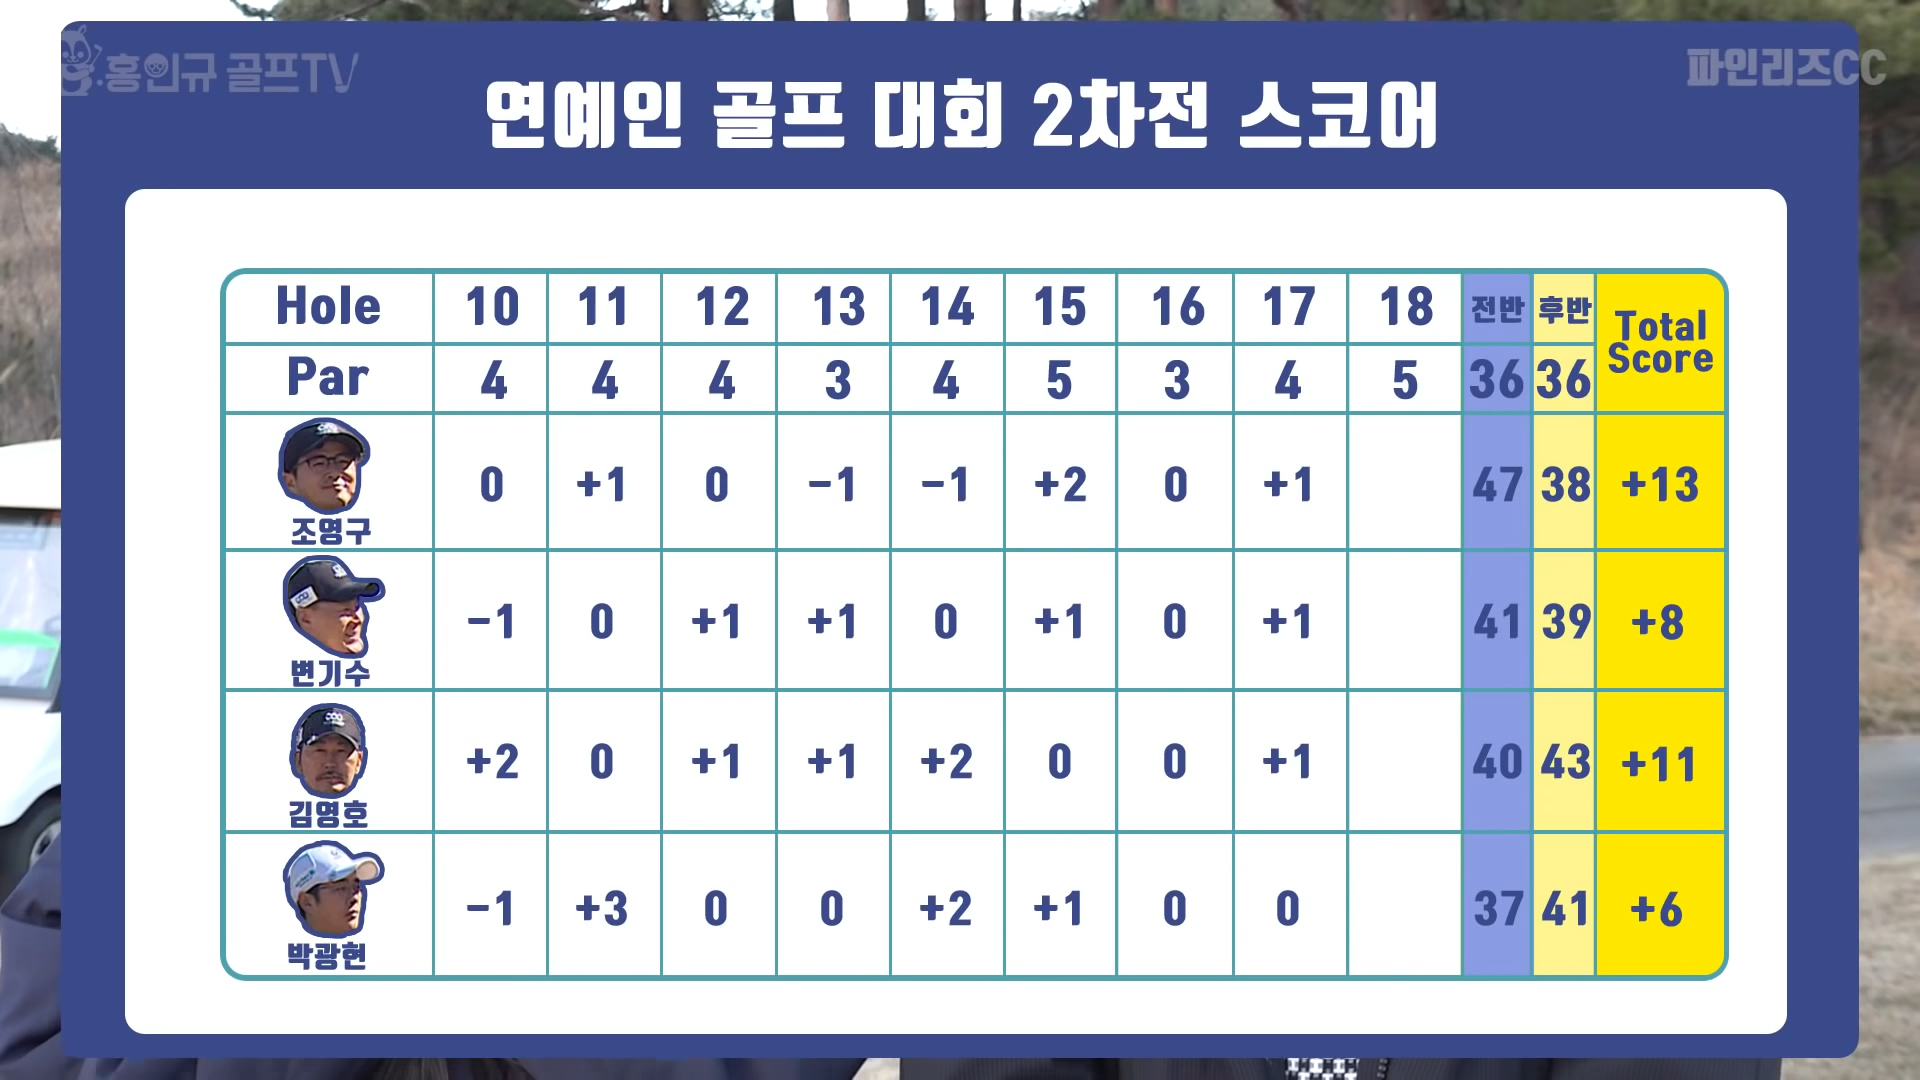 홍인규 골프TV
파인리즈CC
연예인 골프 대회 2차전 스코어
Hole 10 11 12 13 14 15 16 17 18 전반 후반 Total Score
Par 4 4 4 3 4 5 3 4 5 36 36
조영구 0 +1 0 -1 -1 +2 0 +1 47 38 +13
변기수 -1 0 +1 +1 0 +1 0 +1 41 39 +8
김영호 +2 0 +1 +1 +2 0 0 +1 40 43 +11
박광현 -1 +3 0 0 +2 +1 0 0 37 41 +6